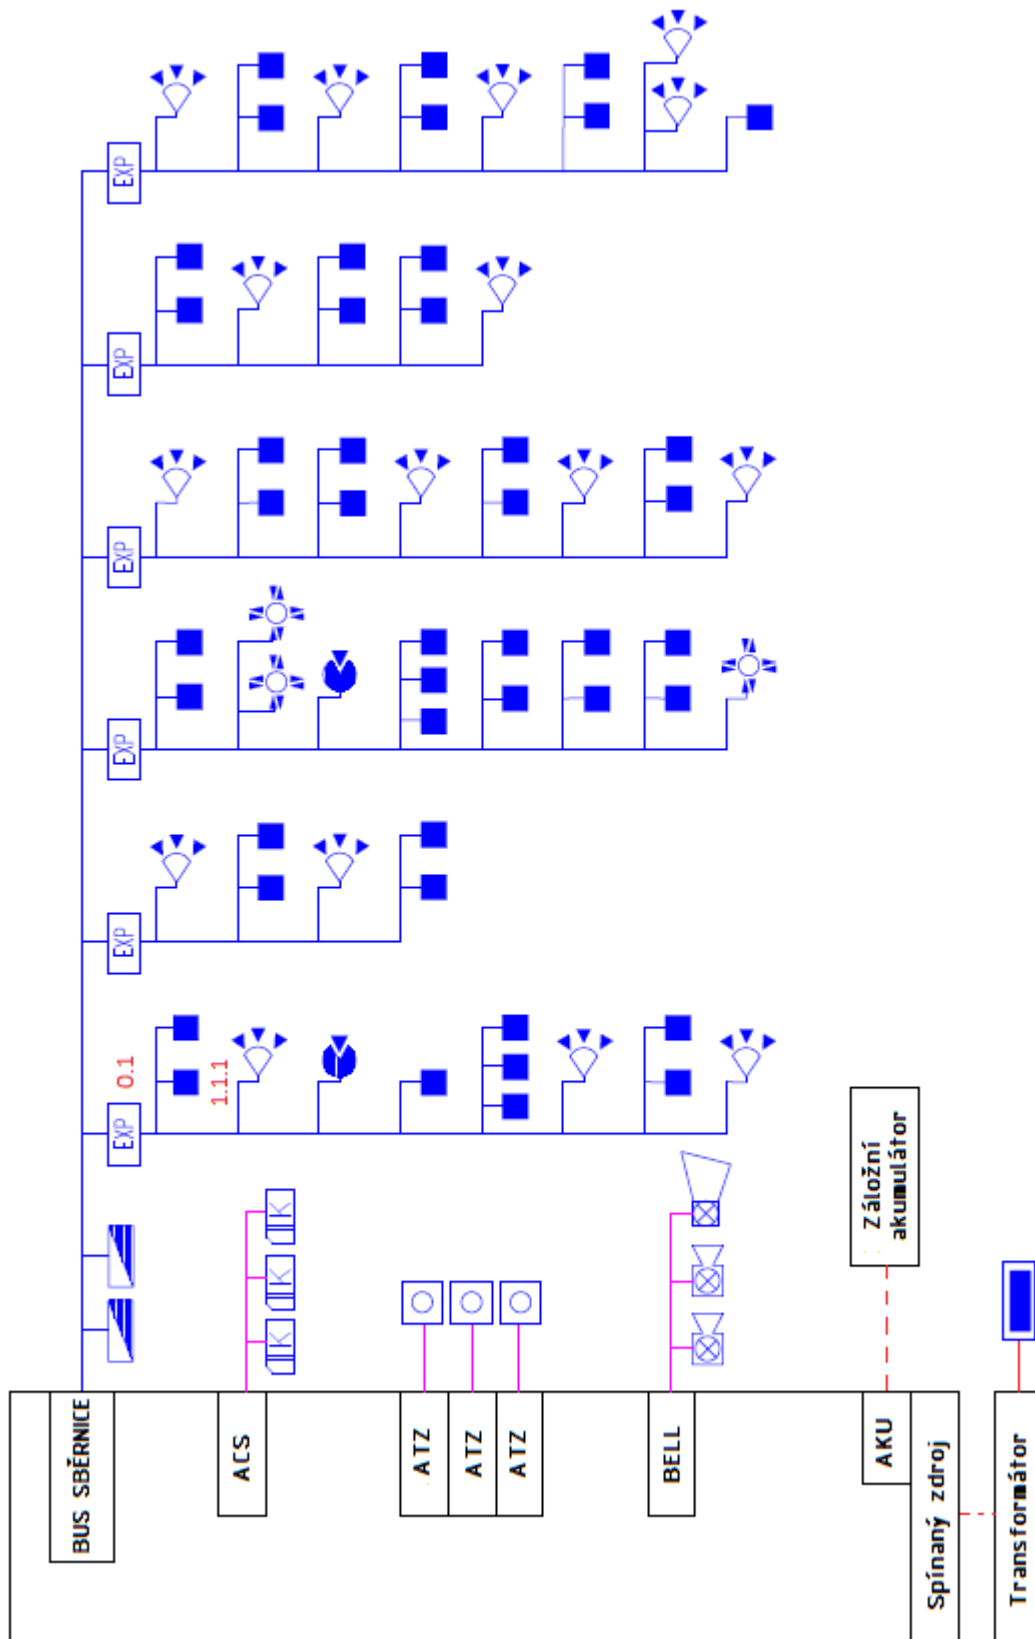 EXP
EXP
EXP
EXP
EXP
EXP
0.1
1.1.1
BUS SBĚRNICE
ACS
ATZ
ATZ
ATZ
BELL
AKU
Záložní
akumulátor
Spínaný zdroj
Transformátor
K
K
K